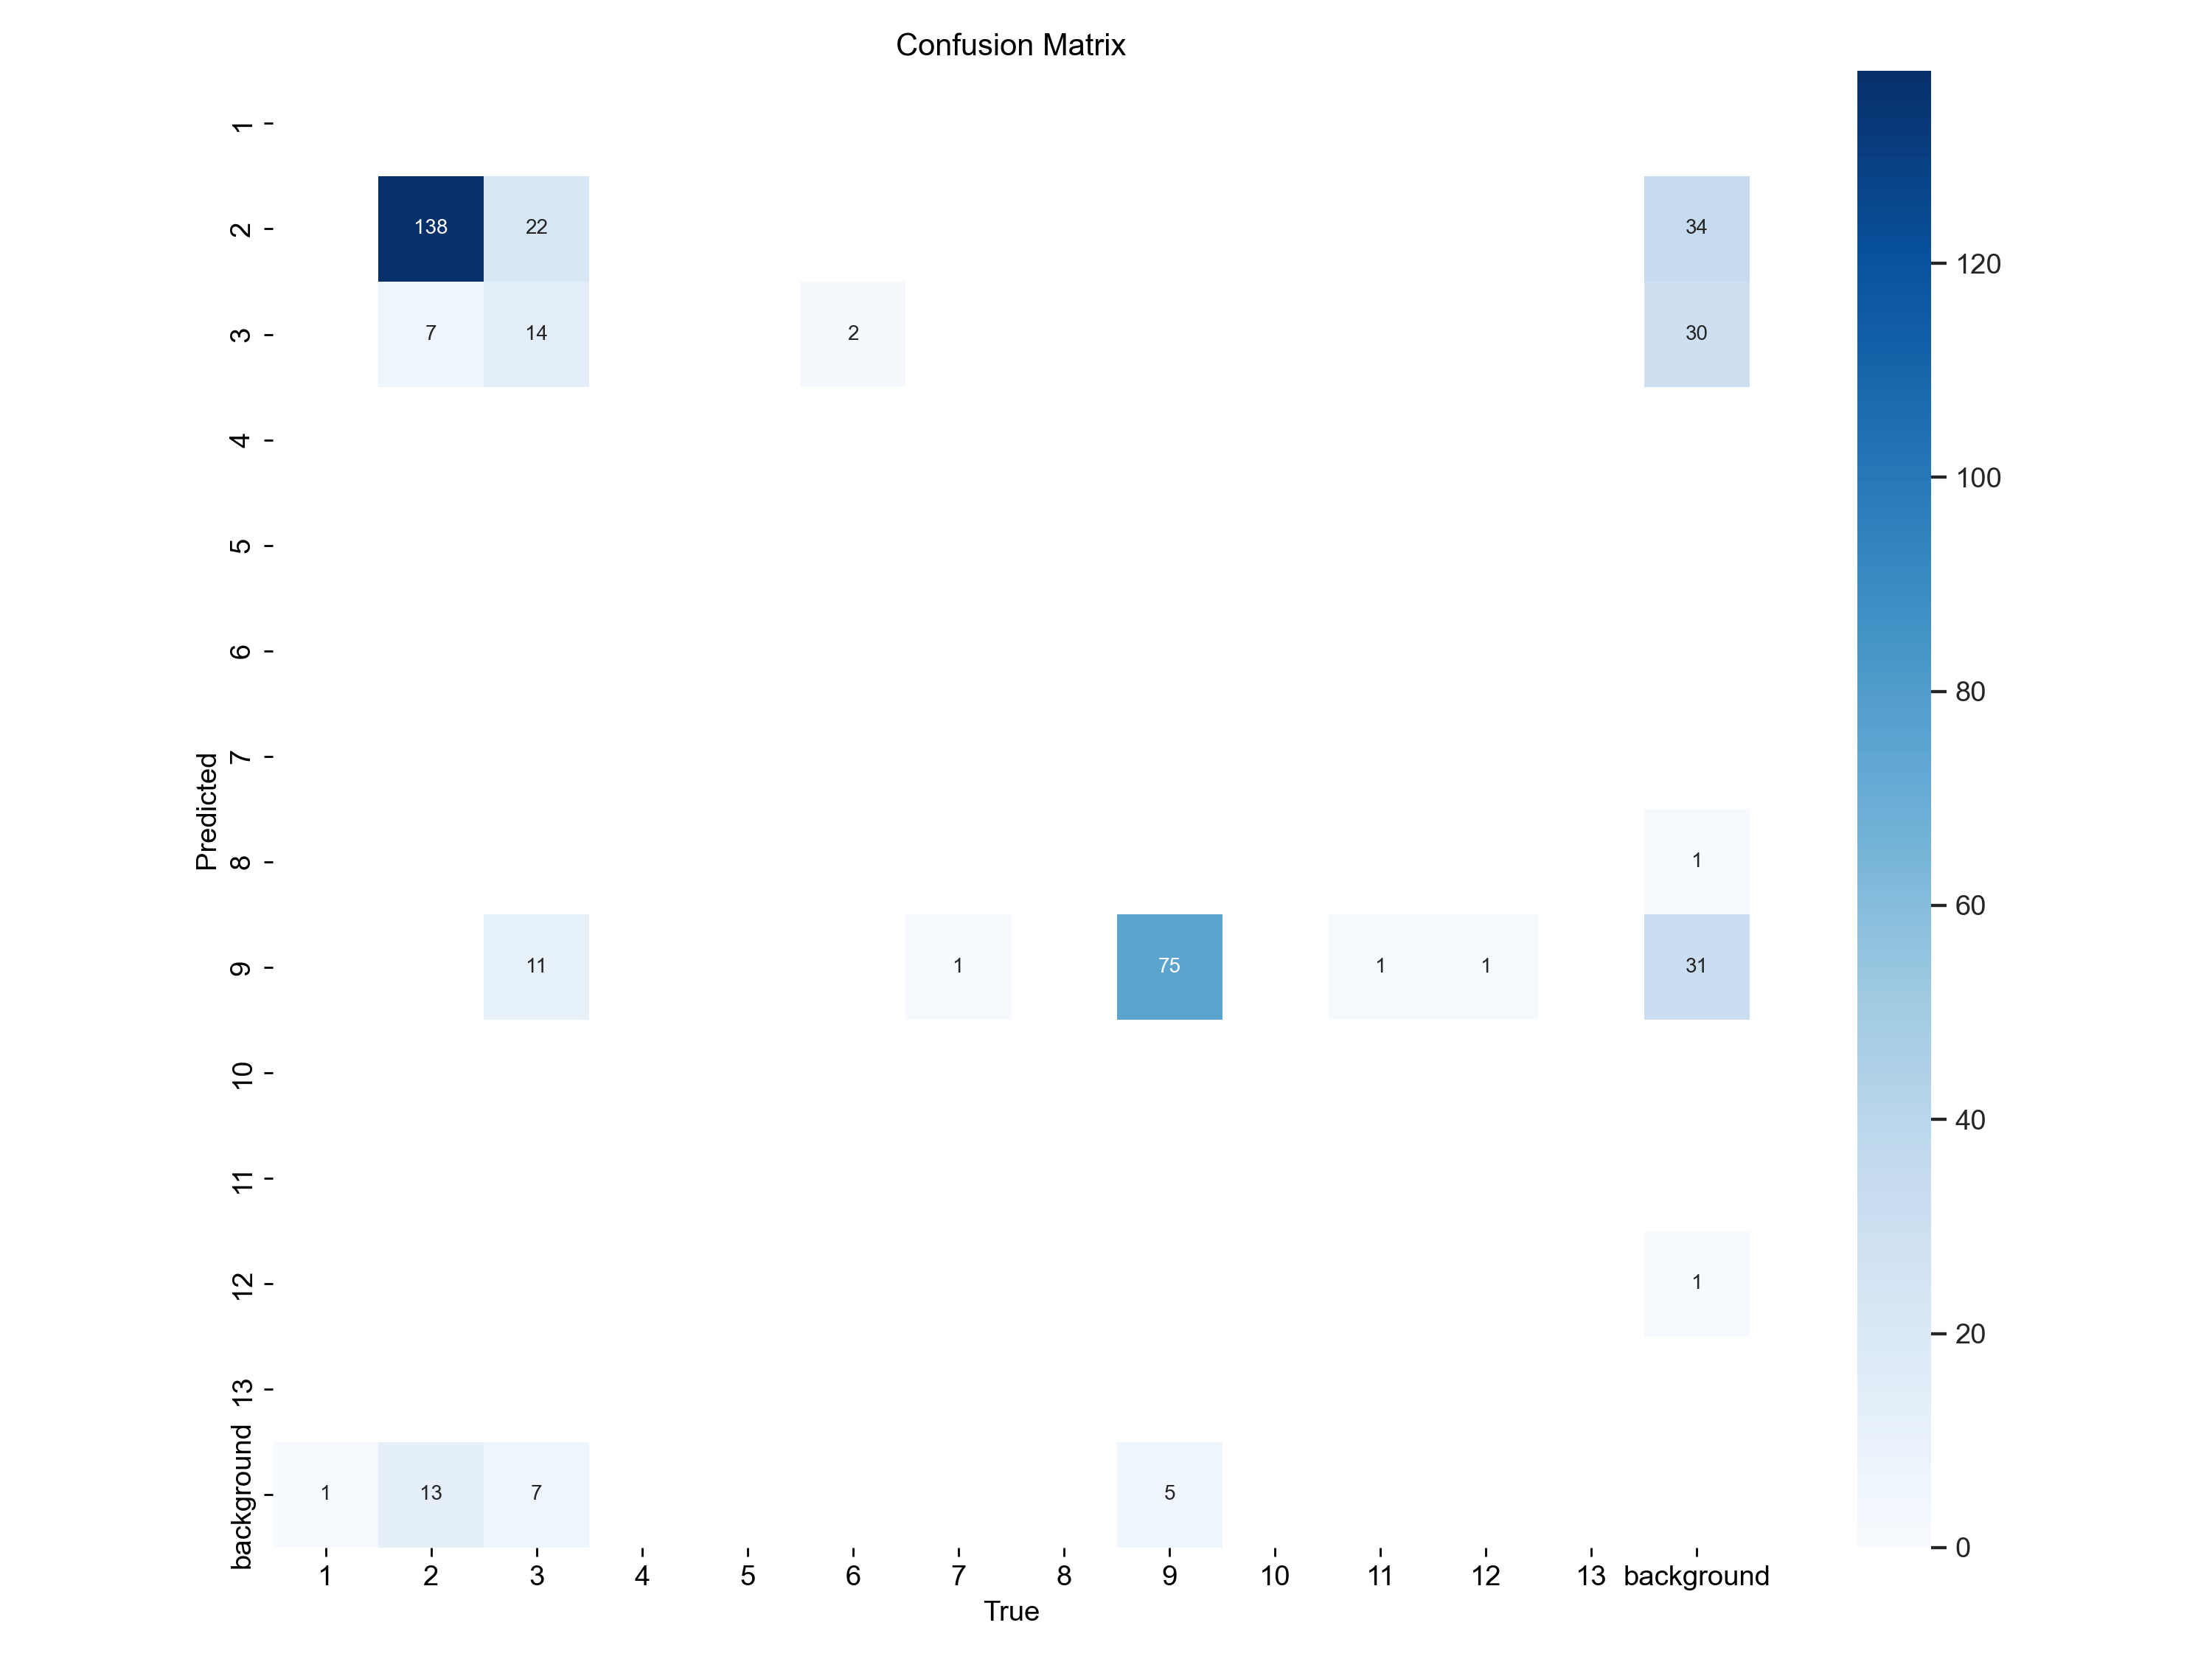 Confusion Matrix
1
2 138 22 34 120
3 7 14 2 30
4
100
5
6 80
7
Predicted
8 1
60
9 11 1 75 1 1 31
10 40
11
12 1
20
13
background 1 13 7 5
0
1 2 3 4 5 6 7 8 9 10 11 12 13 background
True